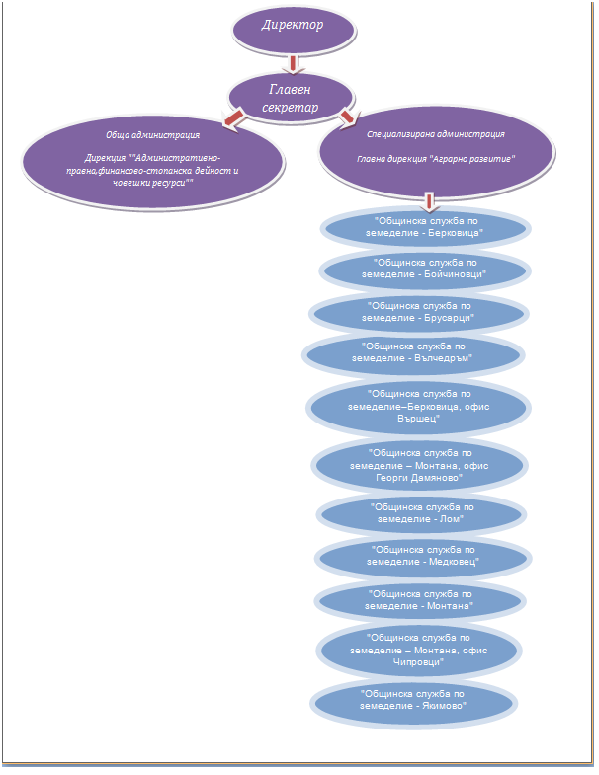 Директор
Главен
секретар
Обща администрация
Дирекция ""Административно-
правна,финансово-стопанска дейност и
човешки ресурси""
Специализирана администрация
Главна дирекция "Аграрно развитие"
"Общинска служба по
земеделие - Берковица"
"Общинска служба по
земеделие - Бойчиновци"
"Общинска служба по
земеделие - Брусарци"
"Общинска служба по
земеделие - Вълчедръм"
"Общинска служба по
земеделие–Берковица, офис
Вършец"
"Общинска служба по
земеделие – Монтана, офис
Георги Дамяново"
"Общинска служба по
земеделие - Лом"
"Общинска служба по
земеделие - Медковец"
"Общинска служба по
земеделие - Монтана"
"Общинска служба по
земеделие – Монтана, офис
Чипровци"
"Общинска служба по
земеделие - Якимово"